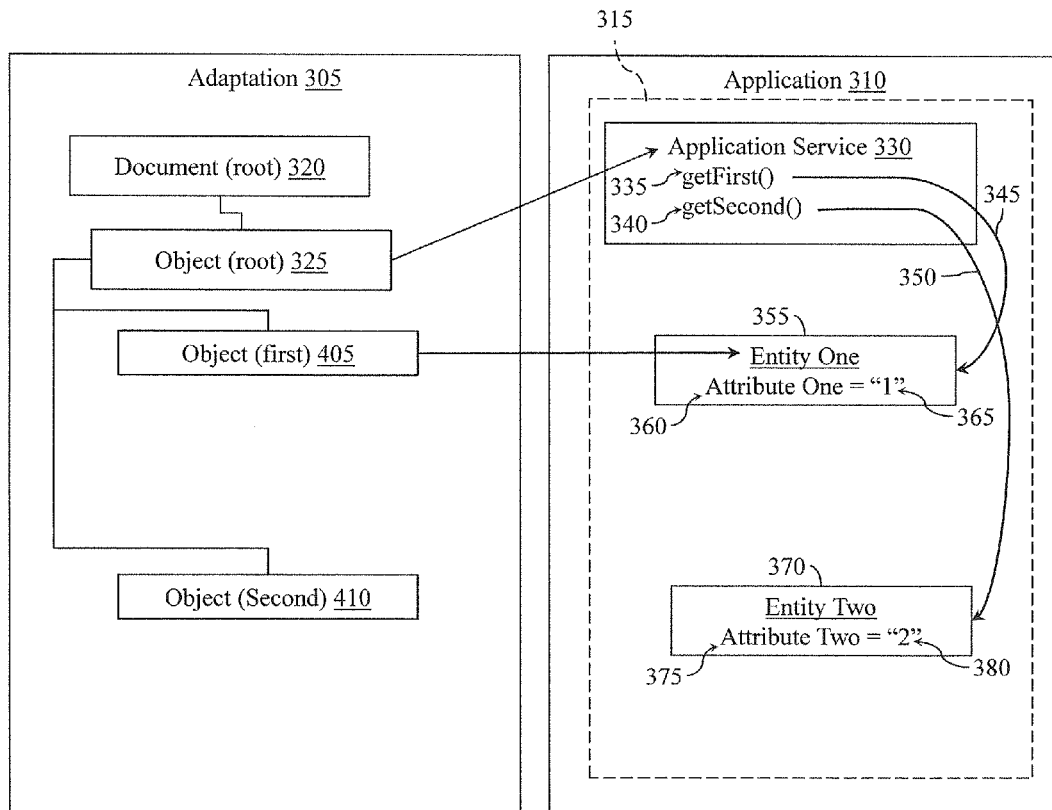 315
Adaptation 305
Application 310
Document (root) 320
Object (root) 325
Object (first) 405
Object (Second) 410
Application Service 330
335 getFirst()
340 getSecond()
345
350
355
Entity One
Attribute One = “1”
360
365
370
Entity Two
Attribute Two = “2”
375
380